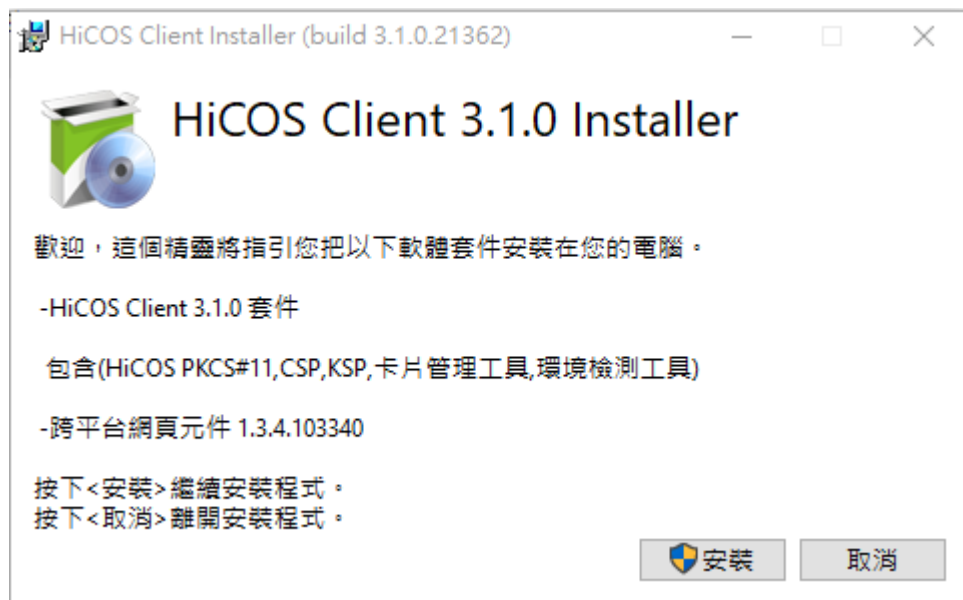 HiCOS Client Installer (build 3.1.0.21362)
HiCOS Client 3.1.0 Installer
歡迎，這個精靈將指引您把以下軟體套件安裝在您的電腦。
-HiCOS Client 3.1.0 套件
包含(HiCOS PKCS#11,CSP,KSP,卡片管理工具,環境檢測工具)
-跨平台網頁元件 1.3.4.103340
按下<安裝>繼續安裝程式。
按下<取消>離開安裝程式。
安裝 取消